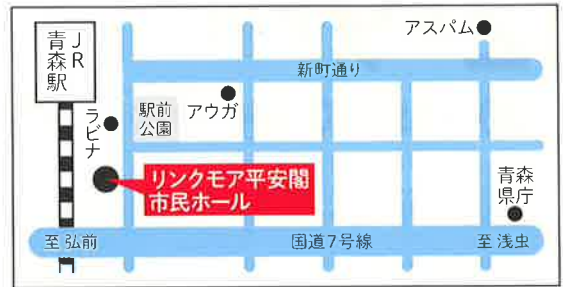 JR
青森駅
アスパム
新町通り
ラビナ
駅前
公園
アウガ
リンクモア平安閣
市民ホール
青森
県庁
至弘前
国道7号線
至浅虫